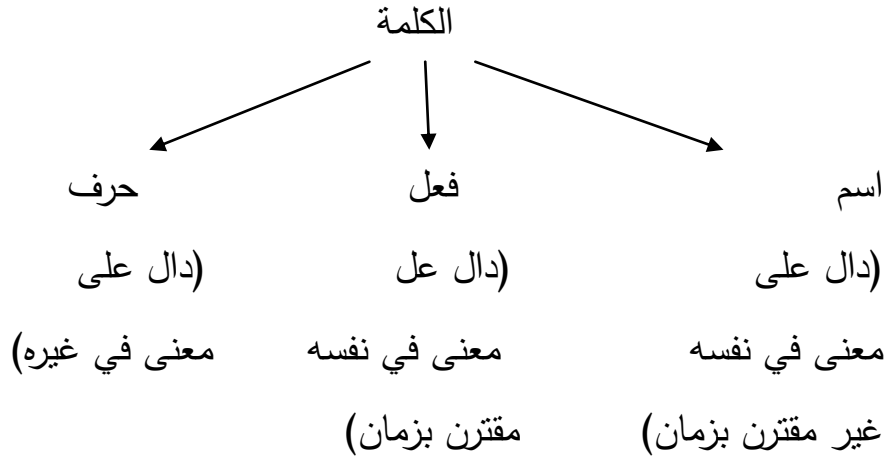 الكلمة
اسم فعل حرف
(دال على (دال عل (دال على
معنى في نفسه معنى في نفسه معنى في غيره)
غير مقترن بزمان) مقترن بزمان)